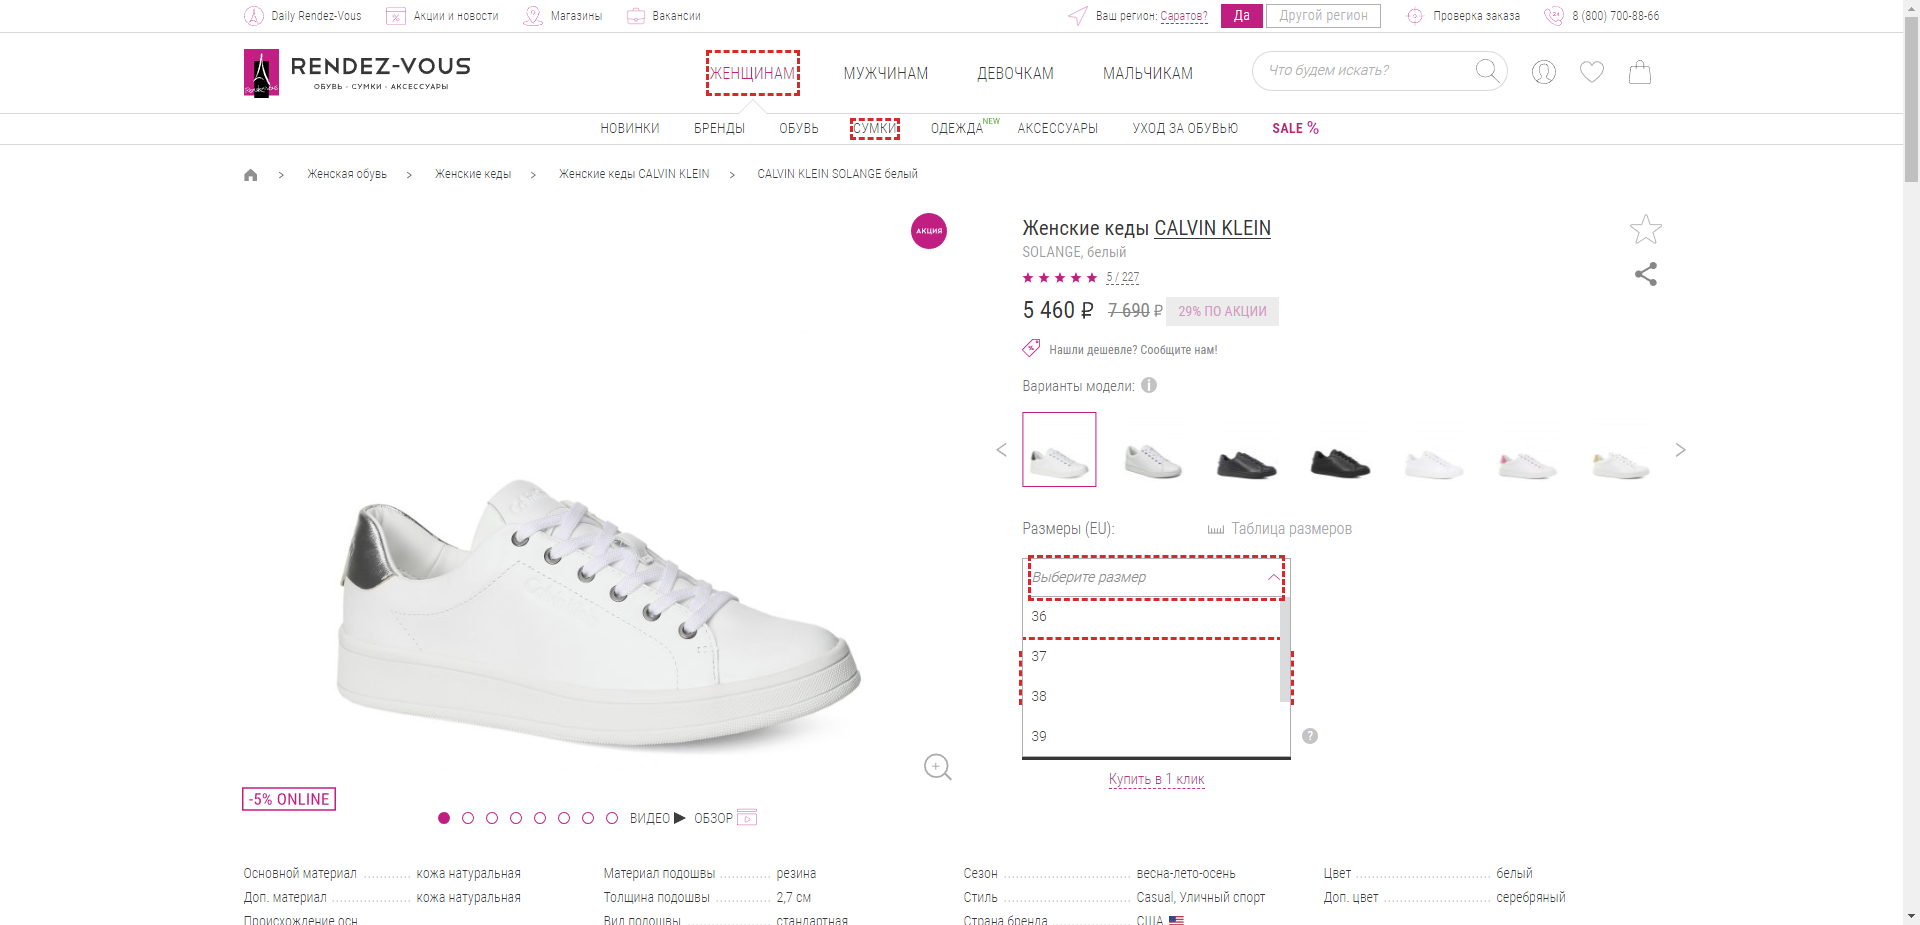 Daily Rendez-Vous Акции и новости Магазины Вакансии Ваш регион: Саратов? Да Другой регион Проверка заказа 8 (800) 700-88-66
RENDEZ-VOUS
ОБУВЬ · СУМКИ · АКСЕССУАРЫ
ЖЕНЩИНАМ МУЖЧИНАМ ДЕВОЧКАМ МАЛЬЧИКАМ Что будем искать?
НОВИНКИ БРЕНДЫ ОБУВЬ СУМКИ ОДЕЖДА NEW АКСЕССУАРЫ УХОД ЗА ОБУВЬЮ SALE %
> Женская обувь > Женские кеды > Женские кеды CALVIN KLEIN > CALVIN KLEIN SOLANGE белый
АКЦИЯ
Женские кеды CALVIN KLEIN
SOLANGE, белый
5 / 227
5 460 ₽ 7 690 ₽ 29% ПО АКЦИИ
Нашли дешевле? Сообщите нам!
Варианты модели:
Размеры (EU): Таблица размеров
Выберите размер
36
37
38
39
?
Купить в 1 клик
-5% ONLINE
ВИДЕО ОБЗОР
Основной материал кожа натуральная Материал подошвы резина Сезон весна-лето-осень Цвет белый
Доп. материал кожа натуральная Толщина подошвы 2,7 см Стиль Casual, Уличный спорт Доп. цвет серебряный
Происхождение осн Вид подошвы стандартная Страна бренда США